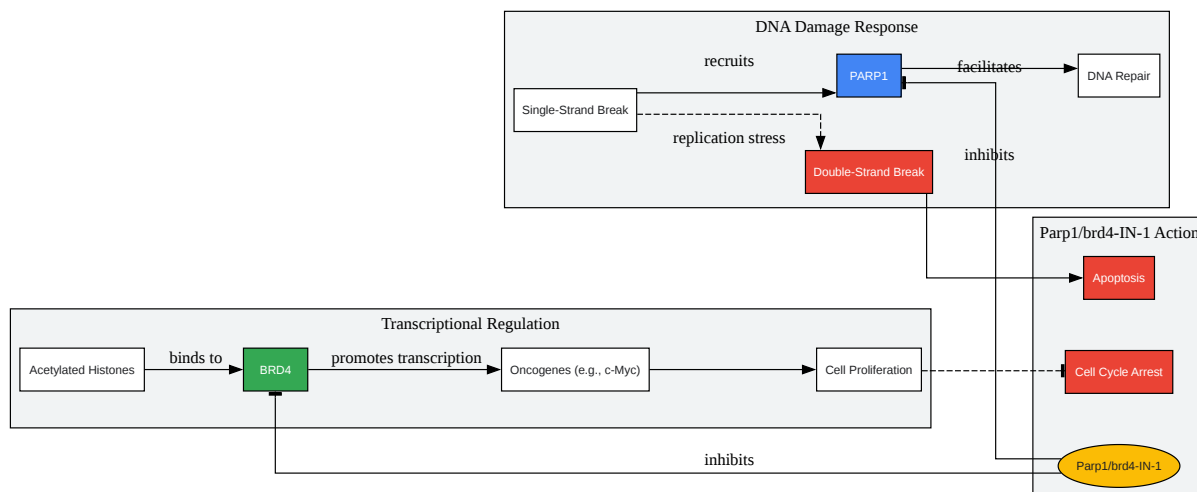 DNA Damage Response
recruits
PARP1
facilitates
DNA Repair
Single-Strand Break
replication stress
Double-Strand Break
inhibits
Parp1/brd4-IN-1 Action
Apoptosis
Transcriptional Regulation
Acetylated Histones
binds to
BRD4
promotes transcription
Oncogenes (e.g., c-Myc)
Cell Proliferation
Cell Cycle Arrest
inhibits
Parp1/brd4-IN-1